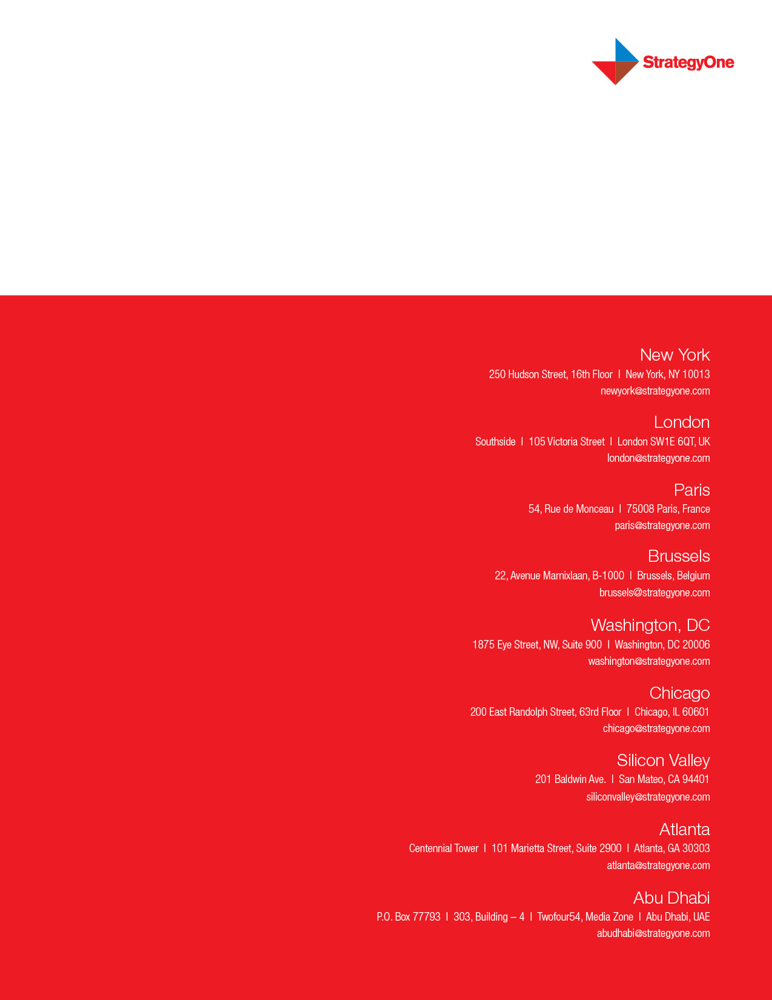 StrategyOne
New York
250 Hudson Street, 16th Floor | New York, NY 10013
newyork@strategyone.com
London
Southside | 105 Victoria Street | London SW1E 6QT, UK
london@strategyone.com
Paris
54, Rue de Monceau | 75008 Paris, France
paris@strategyone.com
Brussels
22, Avenue Marnixlaan, B-1000 | Brussels, Belgium
brussels@strategyone.com
Washington, DC
1875 Eye Street, NW, Suite 900 | Washington, DC 20006
washington@strategyone.com
Chicago
200 East Randolph Street, 63rd Floor | Chicago, IL 60601
chicago@strategyone.com
Silicon Valley
201 Baldwin Ave. | San Mateo, CA 94401
siliconvalley@strategyone.com
Atlanta
Centennial Tower | 101 Marietta Street, Suite 2900 | Atlanta, GA 30303
atlanta@strategyone.com
Abu Dhabi
P.O. Box 77793 | 303, Building – 4 | Twofour54, Media Zone | Abu Dhabi, UAE
abudhabi@strategyone.com